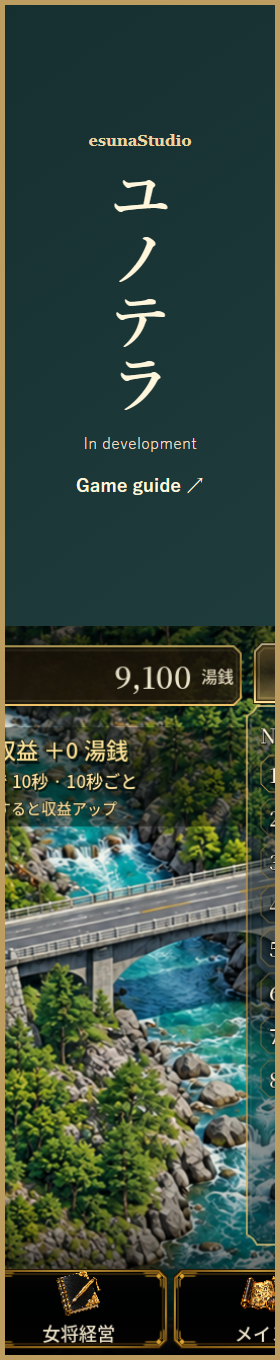 esunaStudio
ユノテラ
In development
Game guide ↗
9,100 湯銭
収益 +0 湯銭
10秒・10秒ごと
すると収益アップ
N
1
2
3
4
5
6
7
8
女将経営
メイ